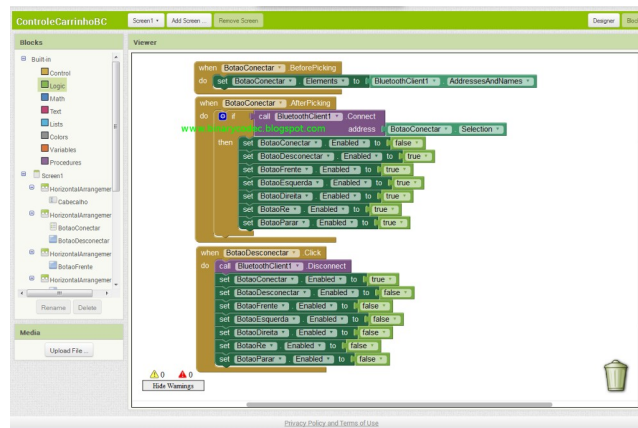 ControleCarrinhoBC
Screen1
Add Screen ...
Remove Screen
Designer
Blocks
Viewer
Built-in
Control
Logic
Math
Text
Lists
Colors
Variables
Procedures
Screen1
HorizontalArrangemer
Cabecalho
HorizontalArrangemer
BotaoConectar
BotaoDesconectar
HorizontalArrangemer
BotaoFrente
HorizontalArrangemer
Rename
Delete
Media
Upload File ...
when BotaoConectar .BeforePicking
do set BotaoConectar . Elements to BluetoothClient1 . AddressesAndNames
when BotaoConectar .AfterPicking
do if call BluetoothClient1 .Connect
address BotaoConectar . Selection
then set BotaoConectar . Enabled to false
set BotaoDesconectar . Enabled to true
set BotaoFrente . Enabled to true
set BotaoEsquerda . Enabled to true
set BotaoDireita . Enabled to true
set BotaoRe . Enabled to true
set BotaoParar . Enabled to true
when BotaoDesconectar .Click
do call BluetoothClient1 .Disconnect
set BotaoConectar . Enabled to true
set BotaoDesconectar . Enabled to false
set BotaoFrente . Enabled to false
set BotaoEsquerda . Enabled to false
set BotaoDireita . Enabled to false
set BotaoRe . Enabled to false
set BotaoParar . Enabled to false
0 0
Hide Warnings
Privacy Policy and Terms of Use